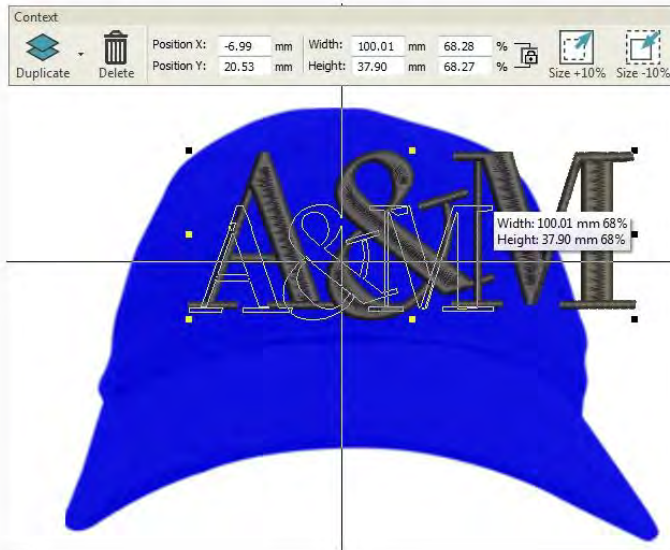 Context
Duplicate
Delete
Position X: -6.99 mm
Position Y: 20.53 mm
Width: 100.01 mm 68.28 %
Height: 37.90 mm 68.27 %
Size +10%
Size -10%
A&M
A&M
Width: 100.01 mm 68%
Height: 37.90 mm 68%